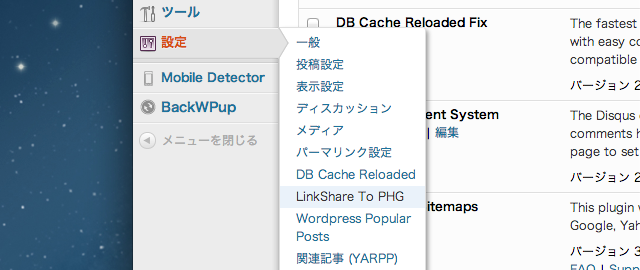 ツール
設定
Mobile Detector
BackWPup
メニューを閉じる
一般
投稿設定
表示設定
ディスカッション
メディア
パーマリンク設定
DB Cache Reloaded
LinkShare To PHG
Wordpress Popular
Posts
関連記事 (YARPP)
DB Cache Reloaded Fix
ent System
| 編集
itemaps
The fastest
with easy co
compatible
バージョン 2
The Disqus
comments h
page to set
バージョン 2
This plugin w
Google, Yah
バージョン 3
FAQ | Supp